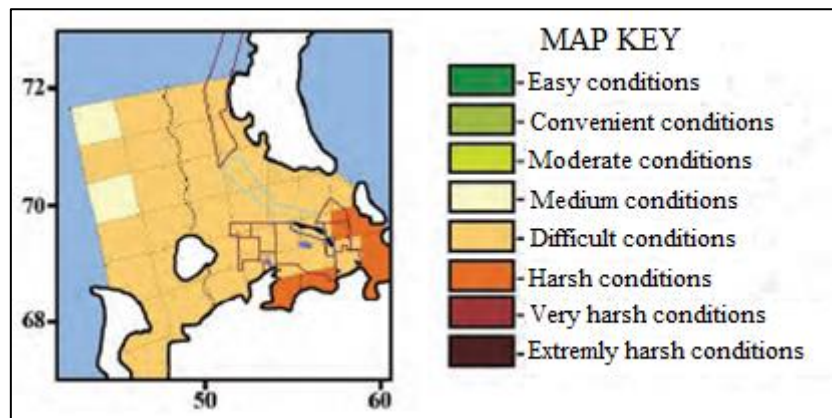 MAP KEY
72
70
68
50
60
-Easy conditions
-Convenient conditions
-Moderate conditions
-Medium conditions
-Difficult conditions
-Harsh conditions
-Very harsh conditions
-Extremly harsh conditions